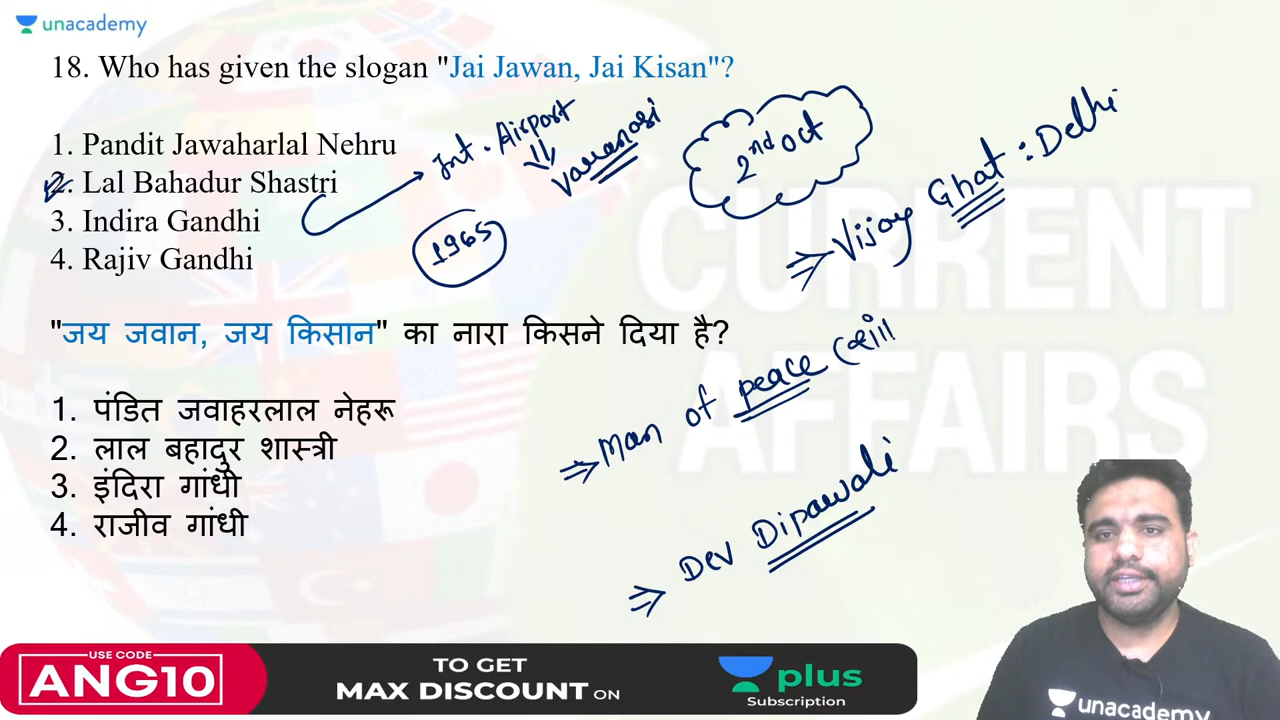 unacademy
18. Who has given the slogan "Jai Jawan, Jai Kisan"?
1. Pandit Jawaharlal Nehru
2. Lal Bahadur Shastri
3. Indira Gandhi
4. Rajiv Gandhi
Int. Airport
Varanasi
1965
2nd Oct
Vijay Ghat : Delhi
"जय जवान, जय किसान" का नारा किसने दिया है?
1. पंडित जवाहरलाल नेहरू
2. लाल बहादुर शास्त्री
3. इंदिरा गांधी
4. राजीव गांधी
Man of peace (
Dev Dipawali
CURRENT
AFFAIRS
USE CODE
ANG10
TO GET
MAX DISCOUNT ON
plus
Subscription
unacademy